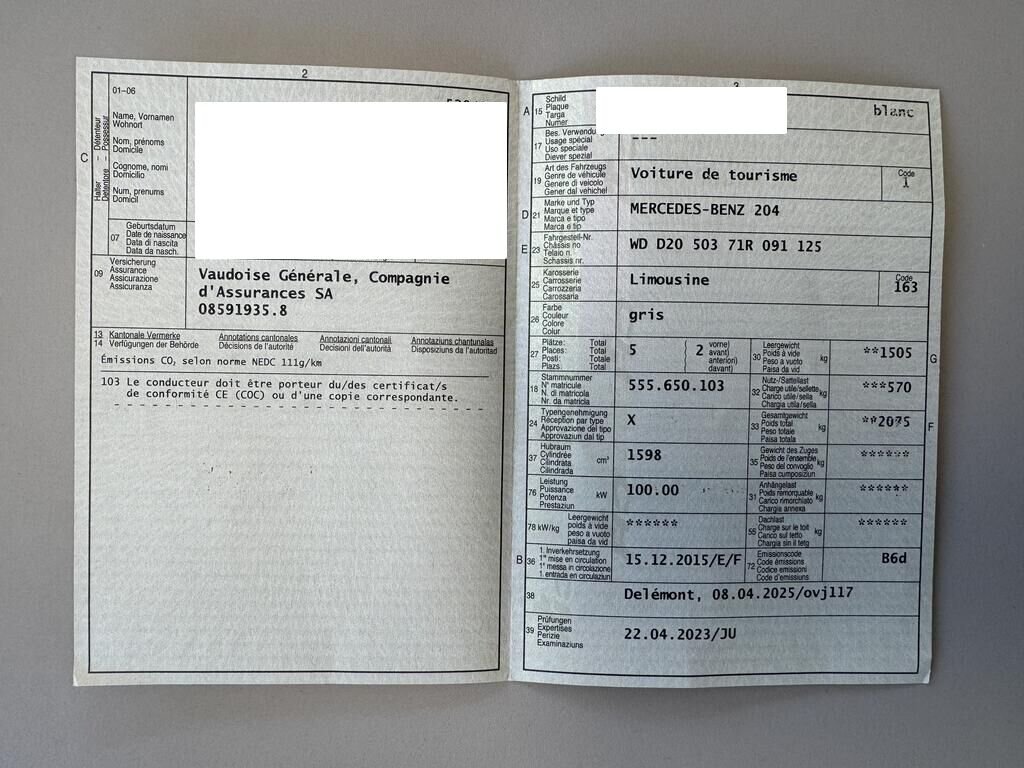 2
01-06
Name, Vornamen
Wohnort
Nom, prénoms
Domicile
Cognome, nomi
Domicilio
Num, prenums
Domicil
C
Halter – Détenteur
Detentore – Possessur
07
Geburtsdatum
Date de naissance
Data di nascita
Data da nasch.
09
Versicherung
Assurance
Assicurazione
Assicuranza
Vaudoise Générale, Compagnie
d'Assurances SA
08591935.8
13 Kantonale Vermerke Annotations cantonales Annotazioni cantonali Annotaziuns chantunalas
14 Verfügungen der Behörde Décisions de l'autorité Decisioni dell'autorità Disposiziuns da l'autoritad
Émissions CO₂ selon norme NEDC 111g/km
103 Le conducteur doit être porteur du/des certificat/s
de conformité CE (COC) ou d'une copie correspondante.
3
A 15
Schild
Plaque
Targa
Numer
blanc
17
Bes. Verwendung
Usage spécial
Uso speciale
Diever spezial
---
19
Art des Fahrzeugs
Genre de véhicule
Genere di veicolo
Gener dal vehichel
Voiture de tourisme
Code
1
D 21
Marke und Typ
Marque et type
Marca e tipo
Marca e tip
MERCEDES-BENZ 204
E 23
Fahrgestell-Nr.
Châssis no
Telaio n.
Schassis nr.
WD D20 503 71R 091 125
25
Karosserie
Carrosserie
Carrozzeria
Carossaria
Limousine
Code
163
26
Farbe
Couleur
Colore
Colur
gris
27
Plätze: Total
Places: Total
Posti: Totale
Plazs: Total
5
( 2
vorne)
avant)
anteriori)
davant)
30
Leergewicht
Poids à vide
Peso a vuoto
Paisa da vid
kg
**1505
G
18
Stammnummer
N° matricule
N. di matricola
Nr. da matricla
555.650.103
32
Nutz-/Sattellast
Charge utile/sellette
Carico utile/sella
Chargia utila/sella
kg
***570
24
Typengenehmigung
Réception par type
Approvazione del tipo
Approvaziun dal tip
X
33
Gesamtgewicht
Poids total
Peso totale
Paisa totala
kg
**2075
F
37
Hubraum
Cylindrée
Cilindrata
Cilindrada
cm³
1598
35
Gewicht des Zuges
Poids de l'ensemble
Peso del convoglio
Paisa cumposiziun
kg
******
76
Leistung
Puissance
Potenza
Prestaziun
kW
100.00
31
Anhängelast
Poids remorquable
Carico rimorchiato
Chargia annexa
kg
******
78 kW/kg
Leergewicht
poids à vide
peso a vuoto
paisa da vid
******
55
Dachlast
Charge sur le toit
Carico sul tetto
Chargia sin il tetg
kg
******
B 36
1. Inverkehrsetzung
1re mise en circulation
1a messa in circolazione
1. entrada en circulaziun
15.12.2015/E/F
72
Emissionscode
Code émissions
Codice emissioni
Code d'emissiuns
B6d
38
Delémont, 08.04.2025/ovj117
39
Prüfungen
Expertises
Perizie
Examinaziuns
22.04.2023/JU